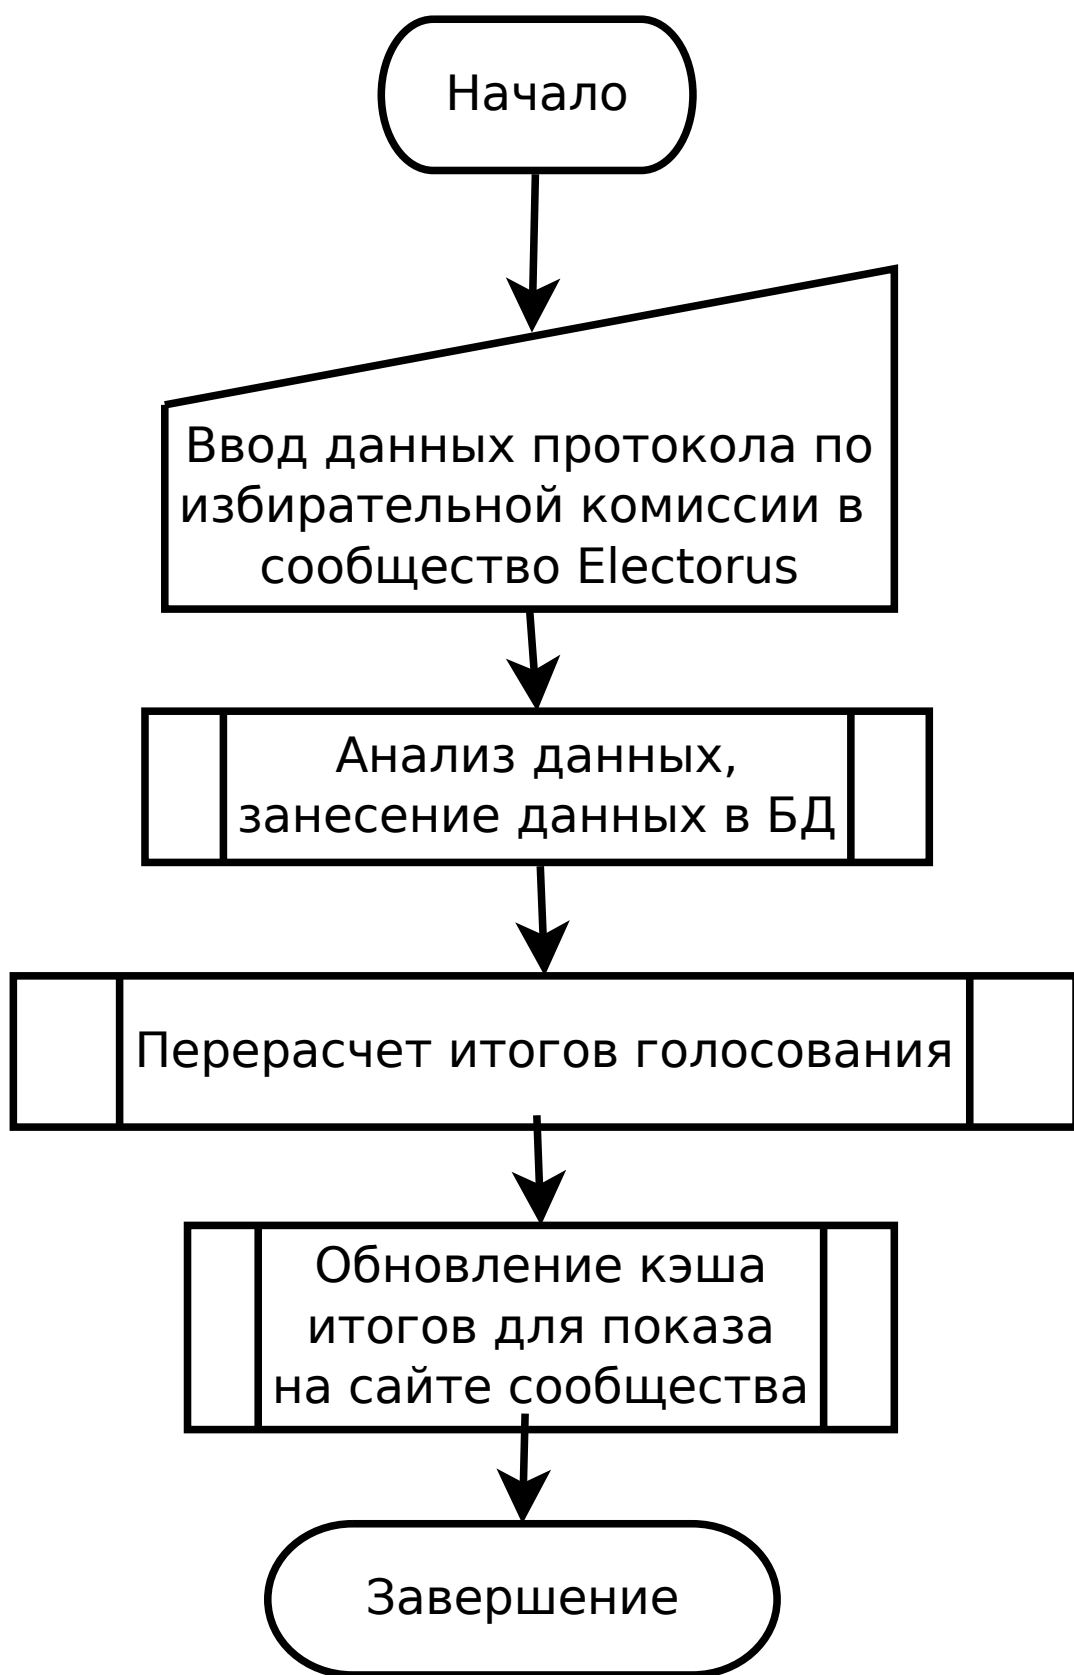 Начало
Ввод данных протокола по
избирательной комиссии в
сообщество Electorus
Анализ данных,
занесение данных в БД
Перерасчет итогов голосования
Обновление кэша
итогов для показа
на сайте сообщества
Завершение